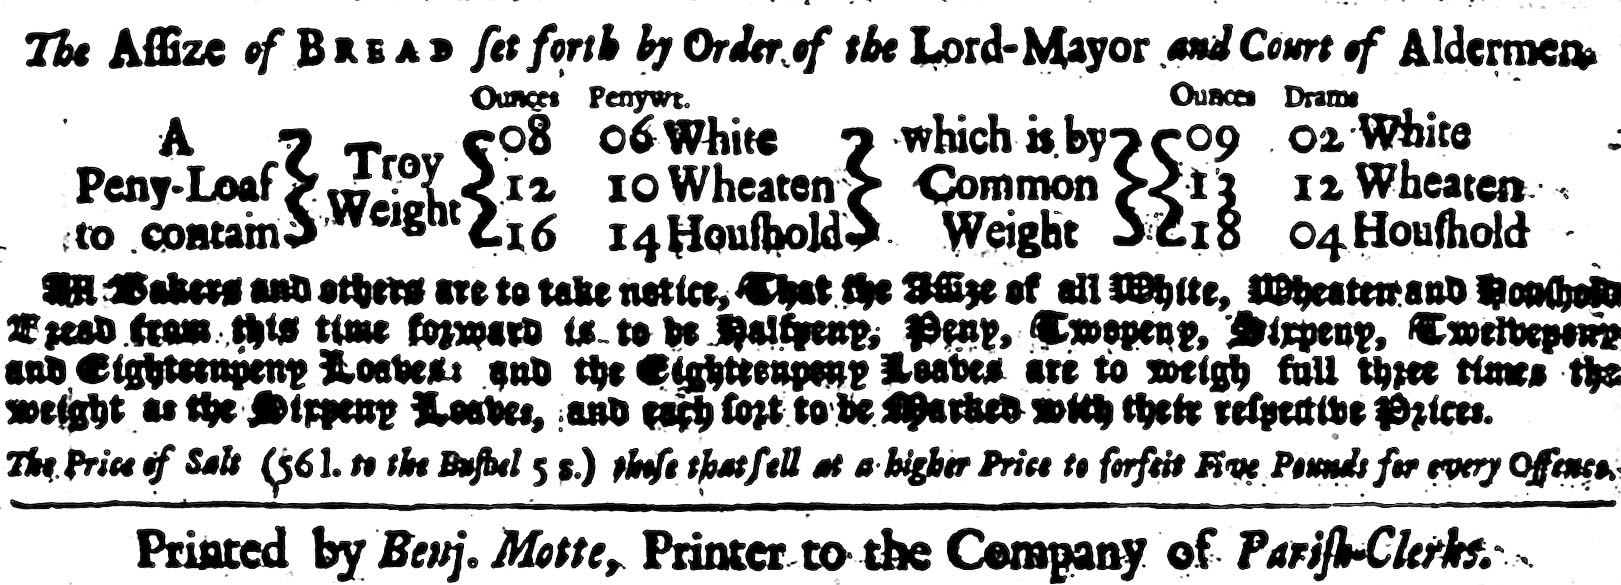 The Aſſize of BREAD ſet forth by Order of the Lord-Mayor and Court of Aldermen.
Ounces Penywt. Ounces Drams
A 08 06 White which is by 09 02 White
Peny-Loaf Troy 12 10 Wheaten Common 13 12 Wheaten
to contain Weight 16 14 Houſhold Weight 18 04 Houſhold
All Bakers and others are to take notice, That the Aſſize of all White, Wheaten and Houſhold
Bread from this time forward is to be Halfpeny, Peny, Twopeny, Sixpeny, Twelvepeny
and Eighteenpeny Loaves: and the Eighteenpeny Loaves are to weigh full three times the
weight as the Sixpeny Loaves, and each ſort to be Marked with their reſpective Prices.
The Price of Salt (56 l. to the Buſhel 5 s.) thoſe that ſell at a higher Price to forfeit Five Pounds for every Offence.
Printed by Benj. Motte, Printer to the Company of Pariſh-Clerks.